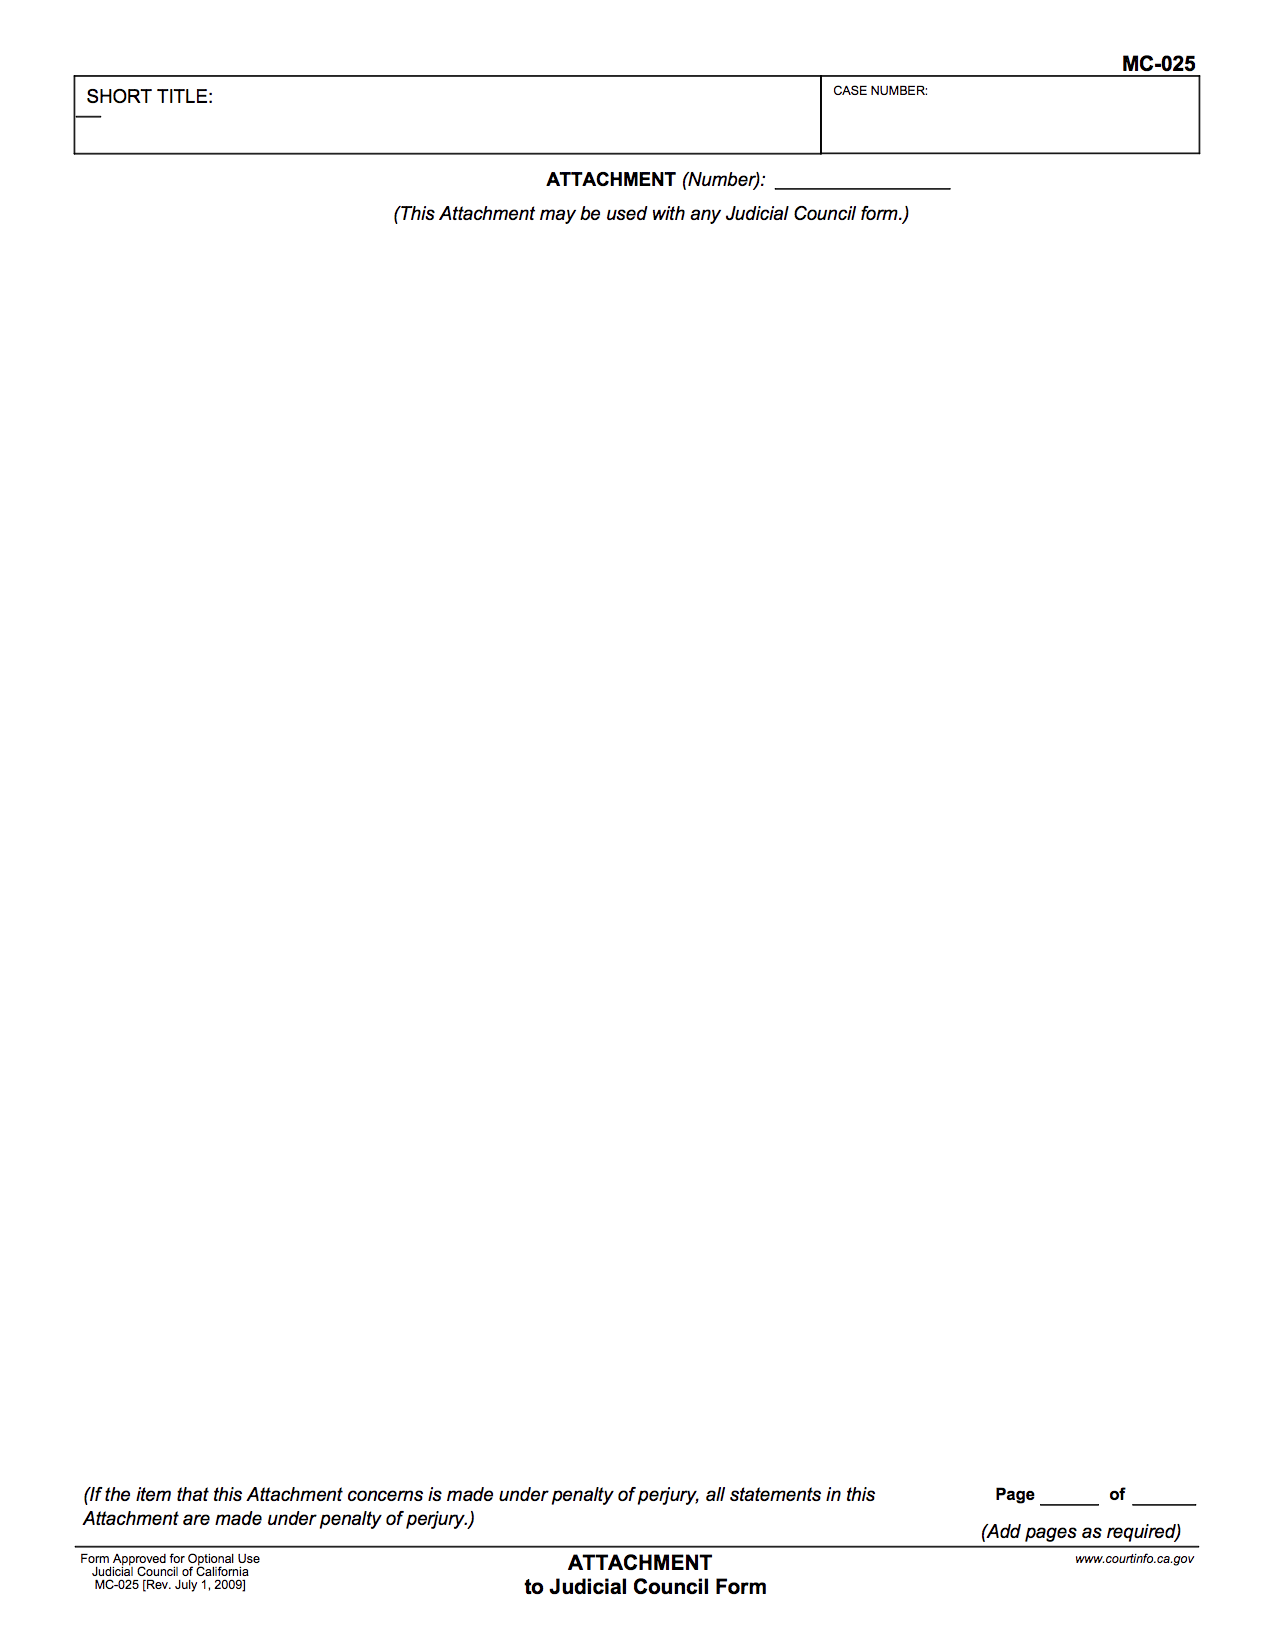 MC-025
SHORT TITLE:
CASE NUMBER:
ATTACHMENT (Number):
(This Attachment may be used with any Judicial Council form.)
(If the item that this Attachment concerns is made under penalty of perjury, all statements in this
Attachment are made under penalty of perjury.)
Page of
(Add pages as required)
Form Approved for Optional Use
Judicial Council of California
MC-025 [Rev. July 1, 2009]
ATTACHMENT
to Judicial Council Form
www.courtinfo.ca.gov